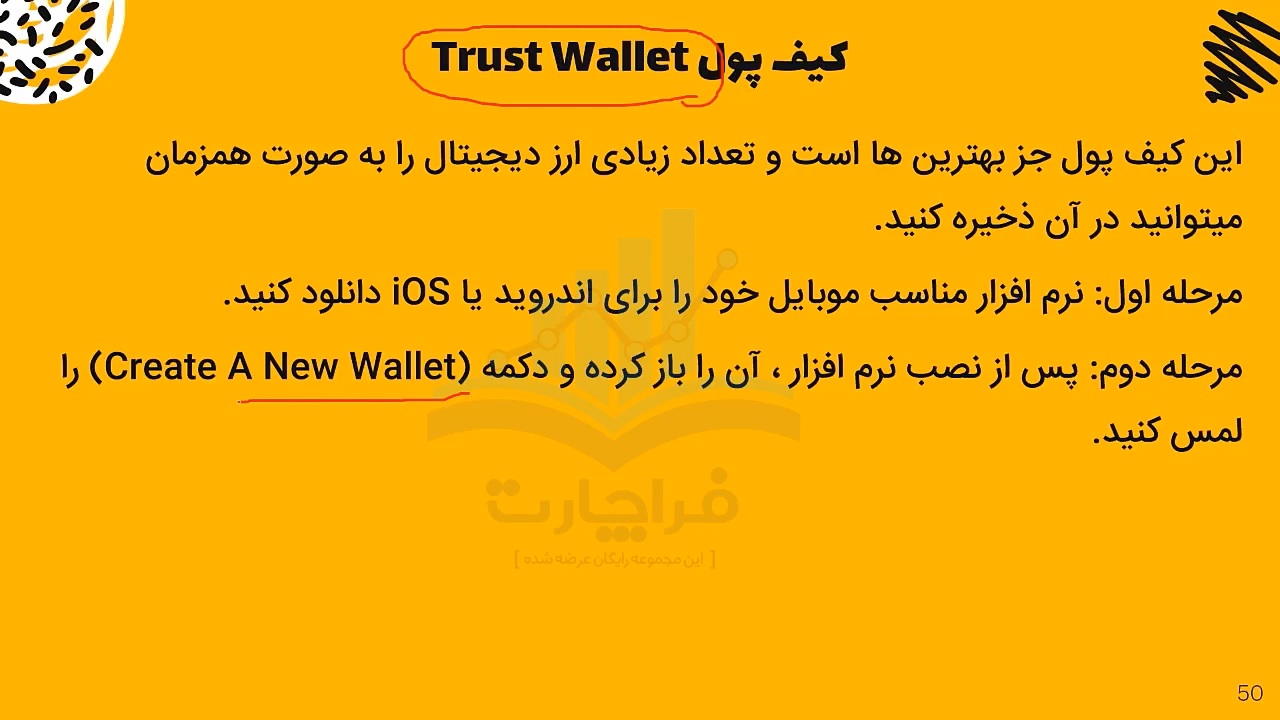 کیف پول Trust Wallet
این کیف پول جز بهترین ها است و تعداد زیادی ارز دیجیتال را به صورت همزمان
میتوانید در آن ذخیره کنید.
مرحله اول: نرم افزار مناسب موبایل خود را برای اندروید یا iOS دانلود کنید.
مرحله دوم: پس از نصب نرم افزار ، آن را باز کرده و دکمه (Create A New Wallet) را
لمس کنید.
فراچارت
[ این مجموعه رایگان عرضه شده ]
50